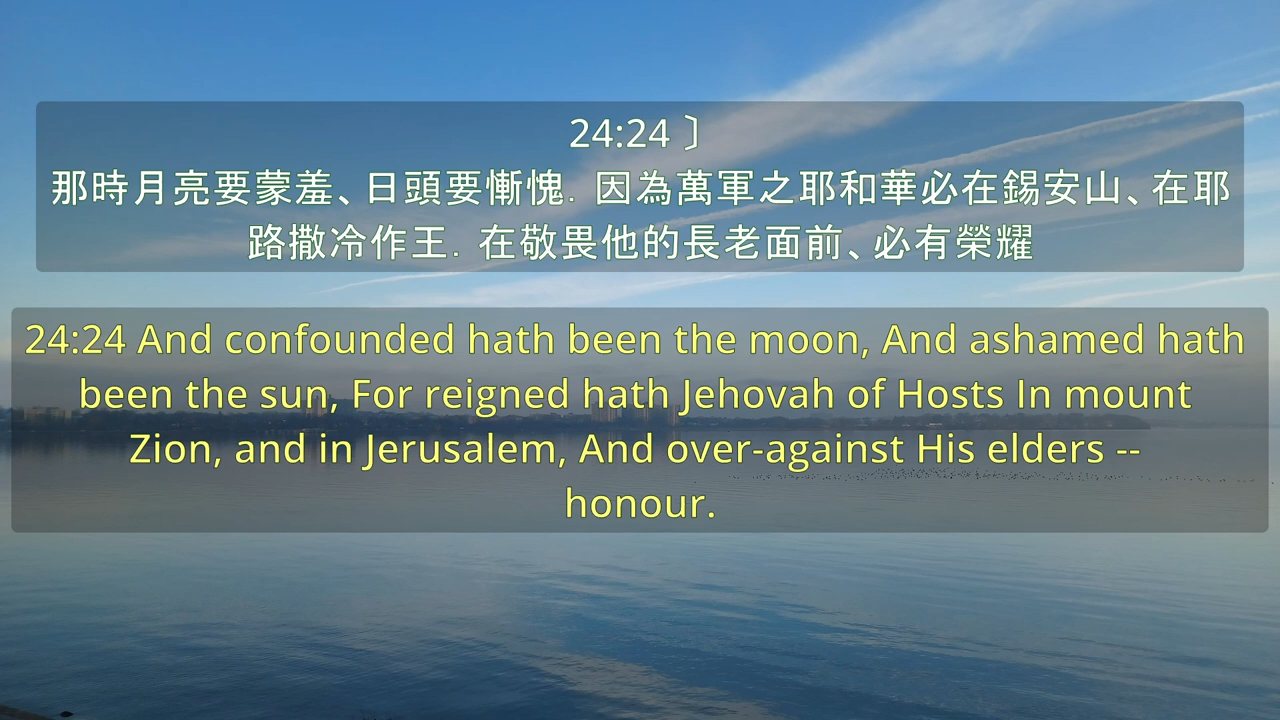 24:24 〕
那時月亮要蒙羞、日頭要慚愧．因為萬軍之耶和華必在錫安山、在耶
路撒冷作王．在敬畏他的長老面前、必有榮耀
24:24 And confounded hath been the moon, And ashamed hath
been the sun, For reigned hath Jehovah of Hosts In mount
Zion, and in Jerusalem, And over-against His elders --
honour.